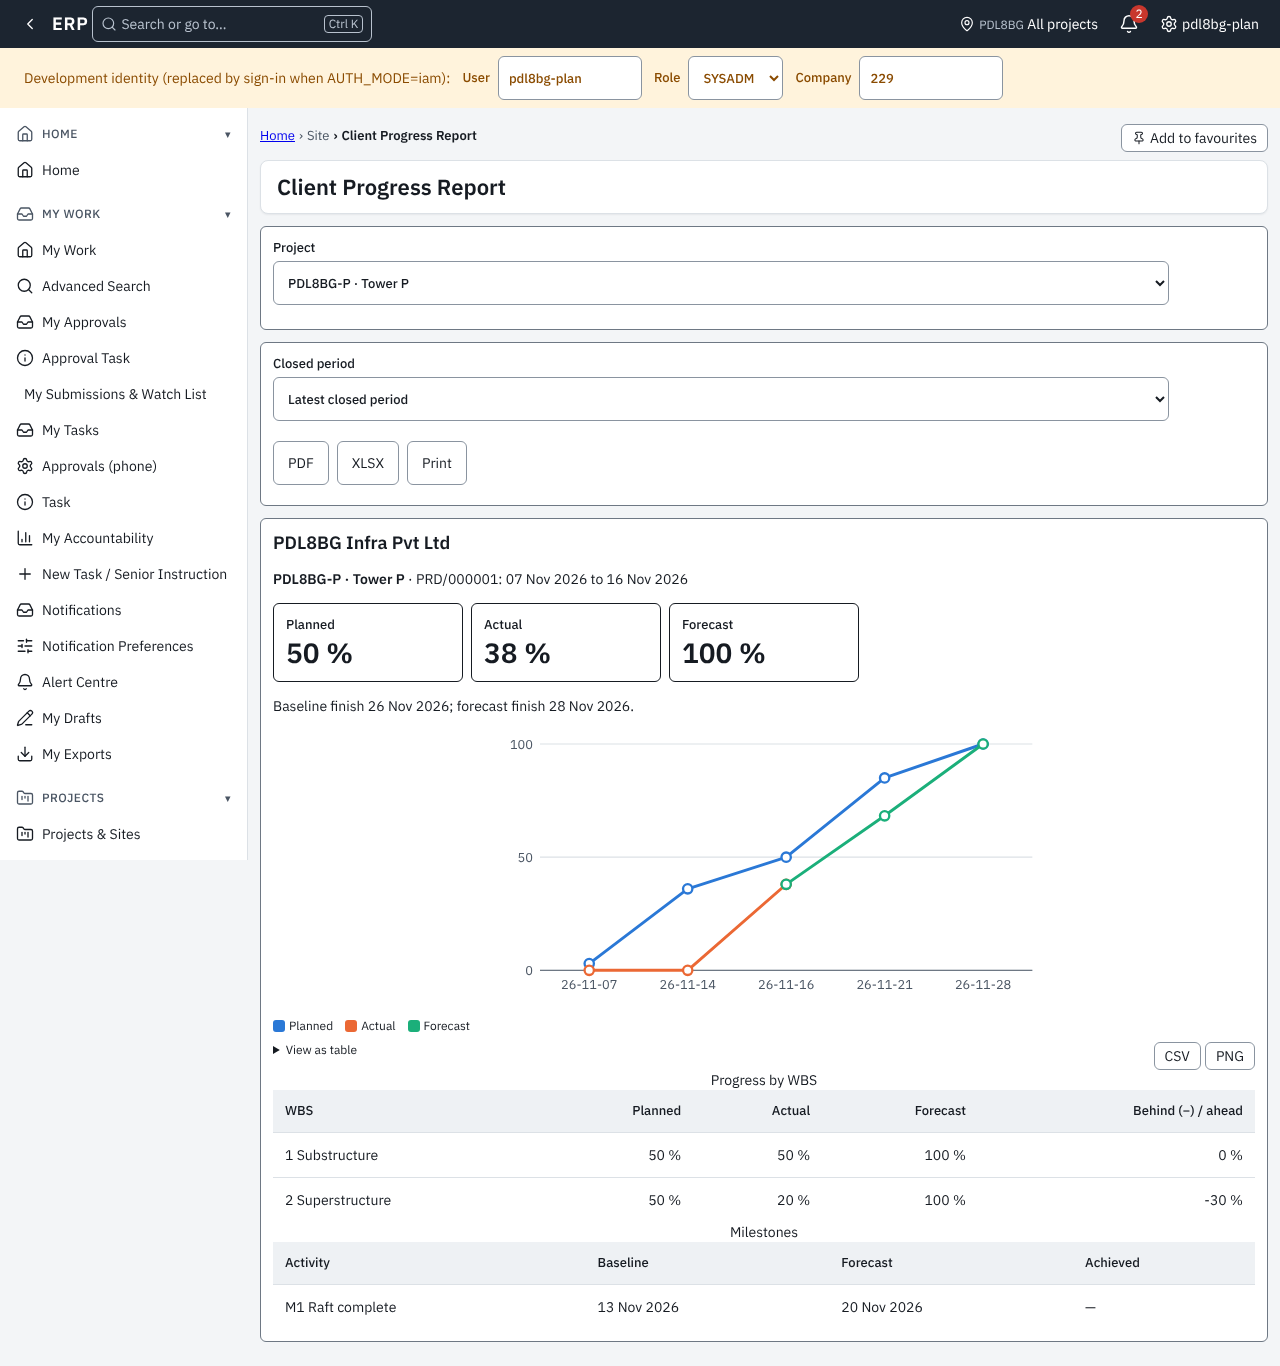 ERP
Search or go to...
Ctrl K
PDL8BG All projects
2
pdl8bg-plan
Development identity (replaced by sign-in when AUTH_MODE=iam):
User
pdl8bg-plan
Role
SYSADM
Company
229
HOME
Home
MY WORK
My Work
Advanced Search
My Approvals
Approval Task
My Submissions & Watch List
My Tasks
Approvals (phone)
Task
My Accountability
New Task / Senior Instruction
Notifications
Notification Preferences
Alert Centre
My Drafts
My Exports
PROJECTS
Projects & Sites
Home › Site › Client Progress Report
Add to favourites
Client Progress Report
Project
PDL8BG-P · Tower P
Closed period
Latest closed period
PDF
XLSX
Print
PDL8BG Infra Pvt Ltd
PDL8BG-P · Tower P · PRD/000001: 07 Nov 2026 to 16 Nov 2026
Planned
50 %
Actual
38 %
Forecast
100 %
Baseline finish 26 Nov 2026; forecast finish 28 Nov 2026.
100
50
0
26-11-07
26-11-14
26-11-16
26-11-21
26-11-28
Planned
Actual
Forecast
View as table
CSV
PNG
Progress by WBS
WBS Planned Actual Forecast Behind (−) / ahead
1 Substructure 50 % 50 % 100 % 0 %
2 Superstructure 50 % 20 % 100 % -30 %
Milestones
Activity Baseline Forecast Achieved
M1 Raft complete 13 Nov 2026 20 Nov 2026 —